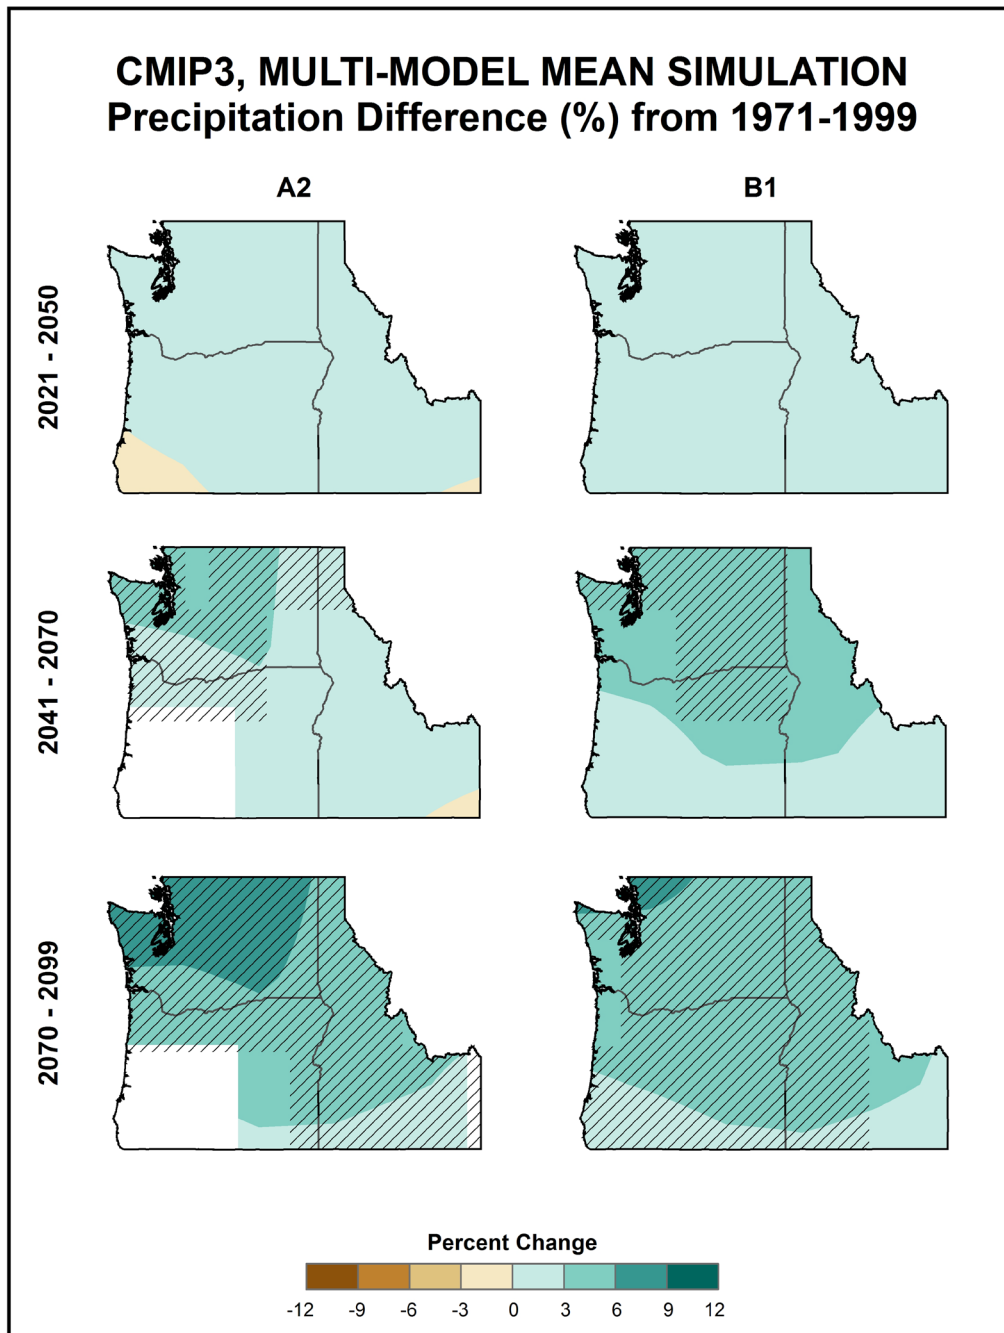 CMIP3, MULTI-MODEL MEAN SIMULATION
Precipitation Difference (%) from 1971-1999
A2
B1
2021 - 2050
2041 - 2070
2070 - 2099
Percent Change
-12 -9 -6 -3 0 3 6 9 12